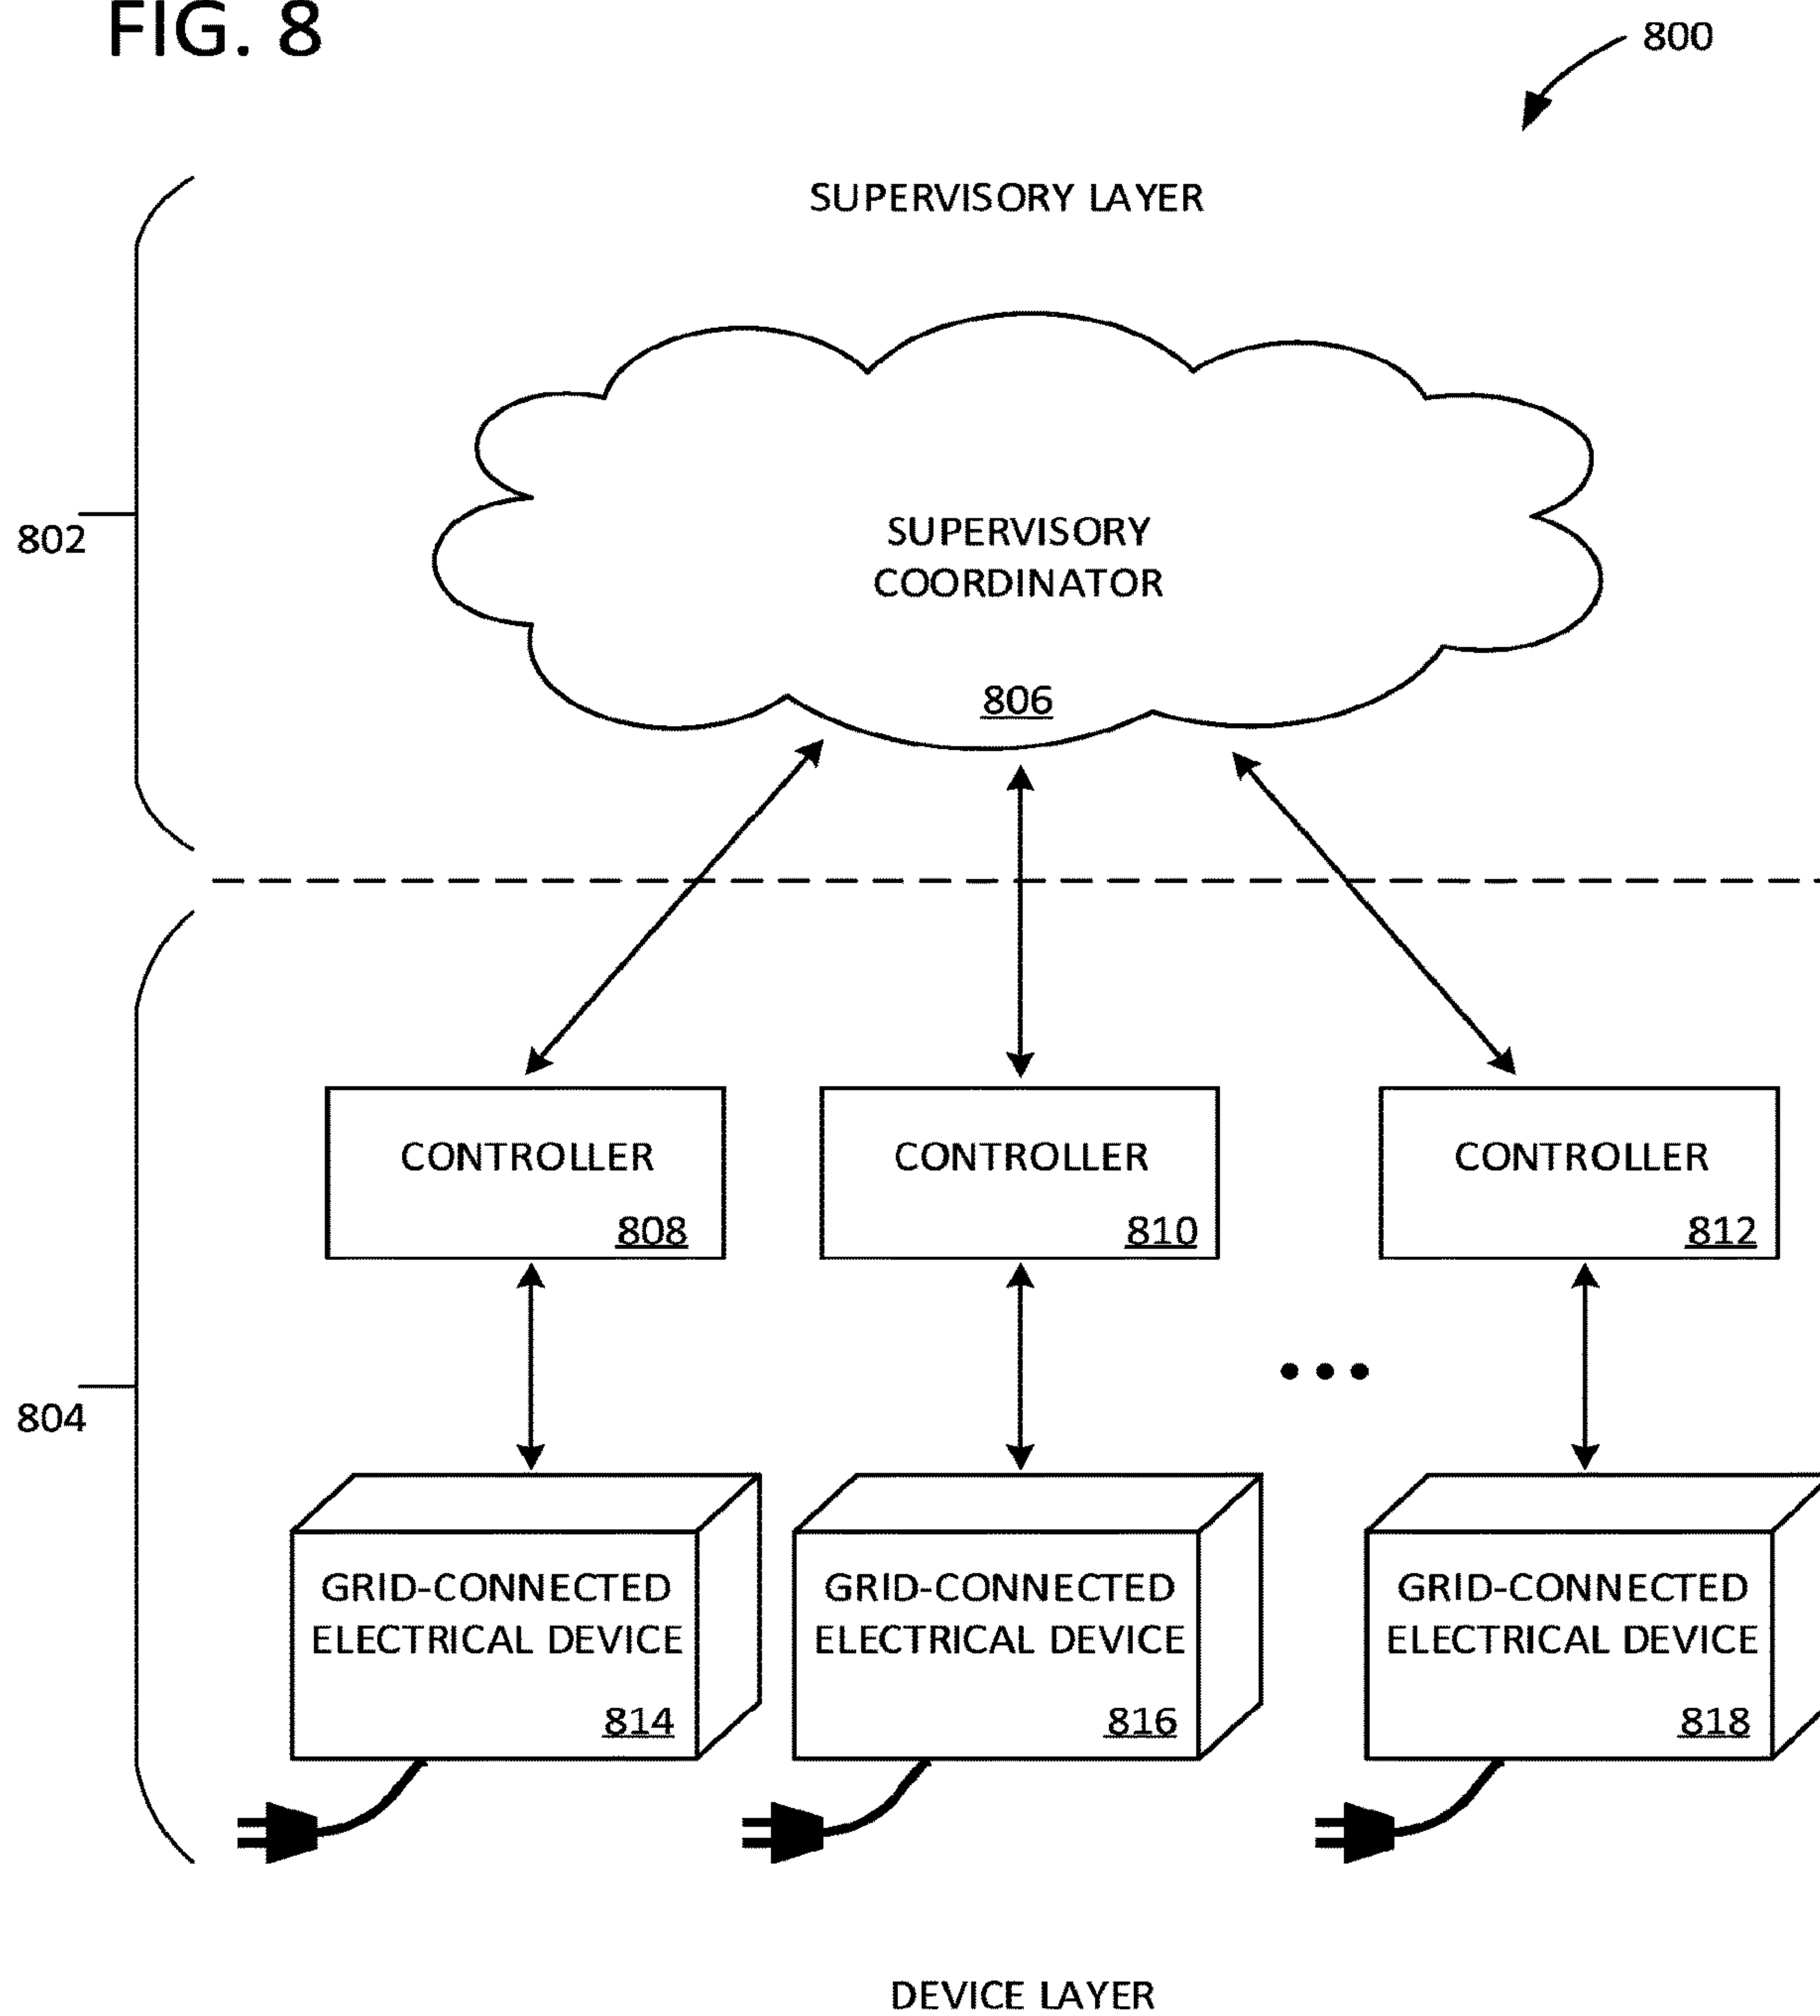 FIG. 8
800
SUPERVISORY LAYER
802
SUPERVISORY
COORDINATOR
806
CONTROLLER
808
CONTROLLER
810
CONTROLLER
812
804
GRID-CONNECTED
ELECTRICAL DEVICE
814
GRID-CONNECTED
ELECTRICAL DEVICE
816
GRID-CONNECTED
ELECTRICAL DEVICE
818
DEVICE LAYER